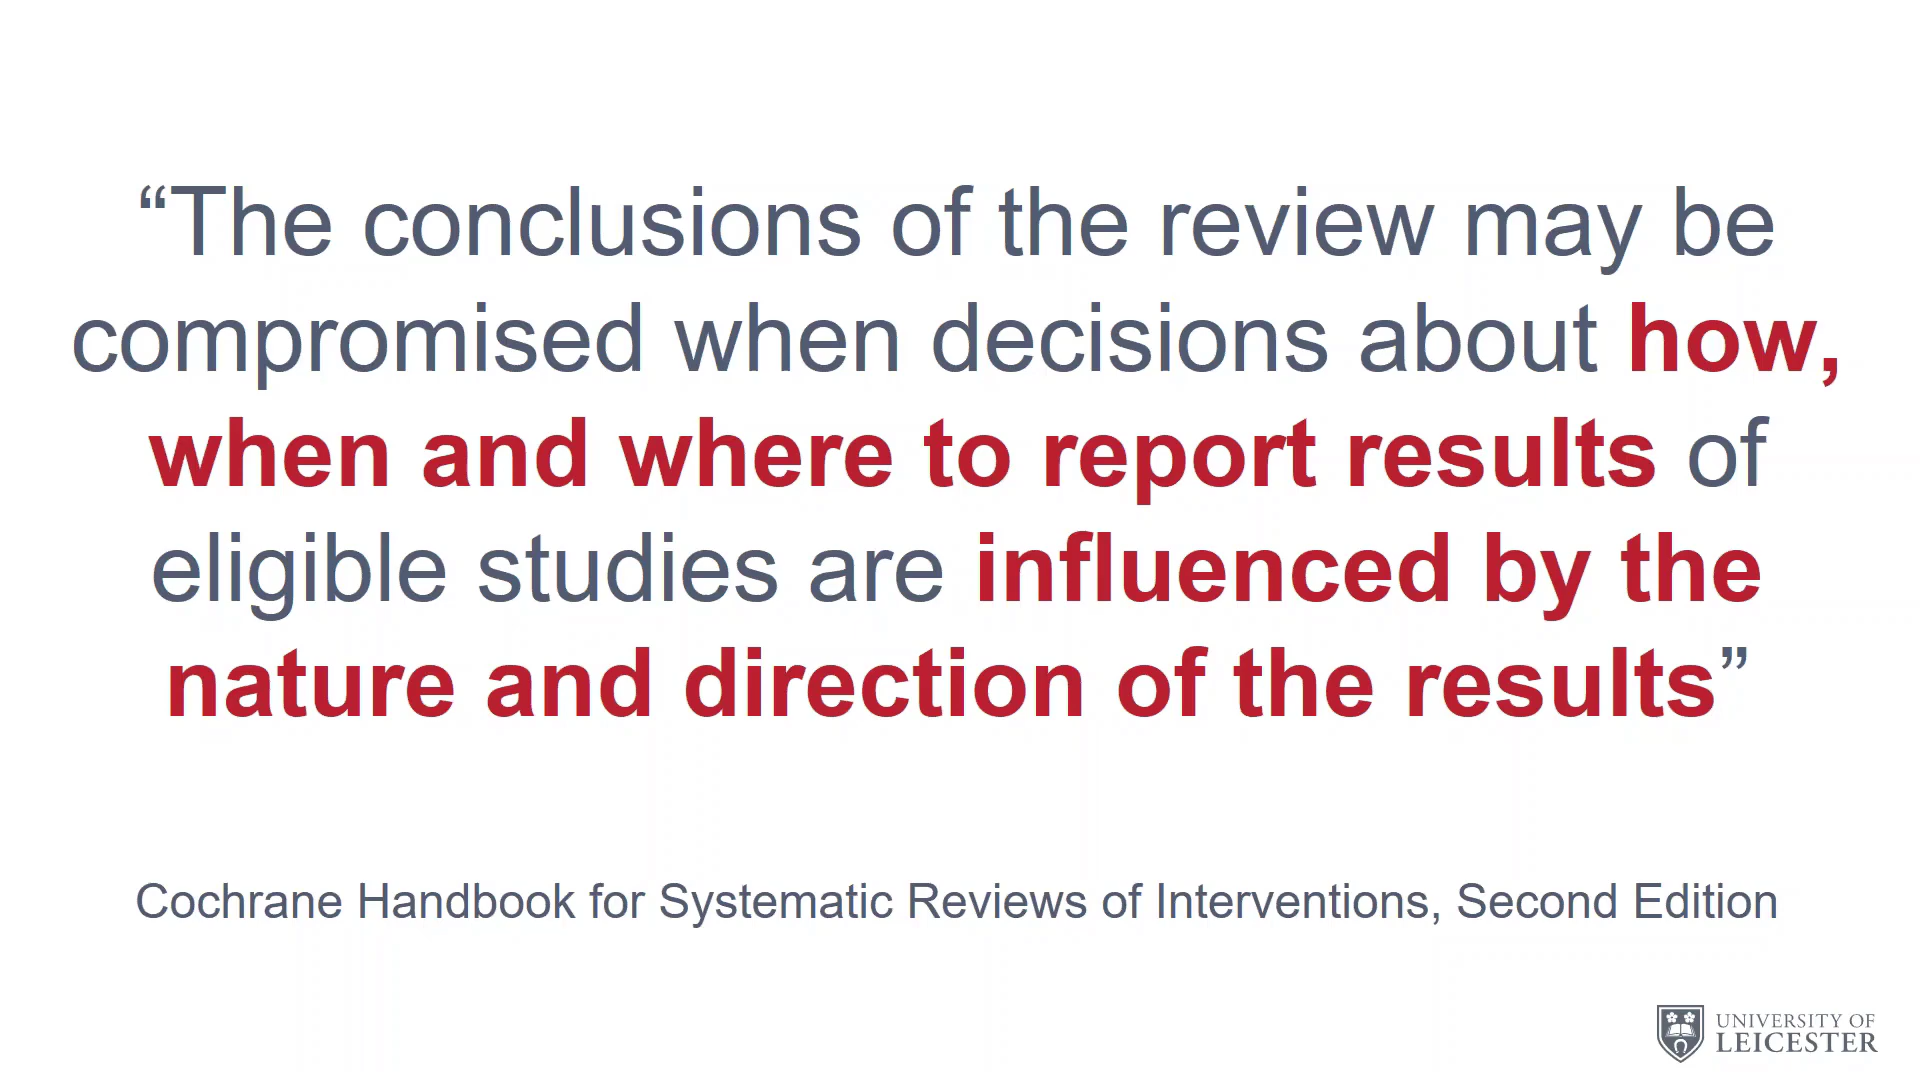 “The conclusions of the review may be
compromised when decisions about how,
when and where to report results of
eligible studies are influenced by the
nature and direction of the results”
Cochrane Handbook for Systematic Reviews of Interventions, Second Edition
UNIVERSITY OF
LEICESTER